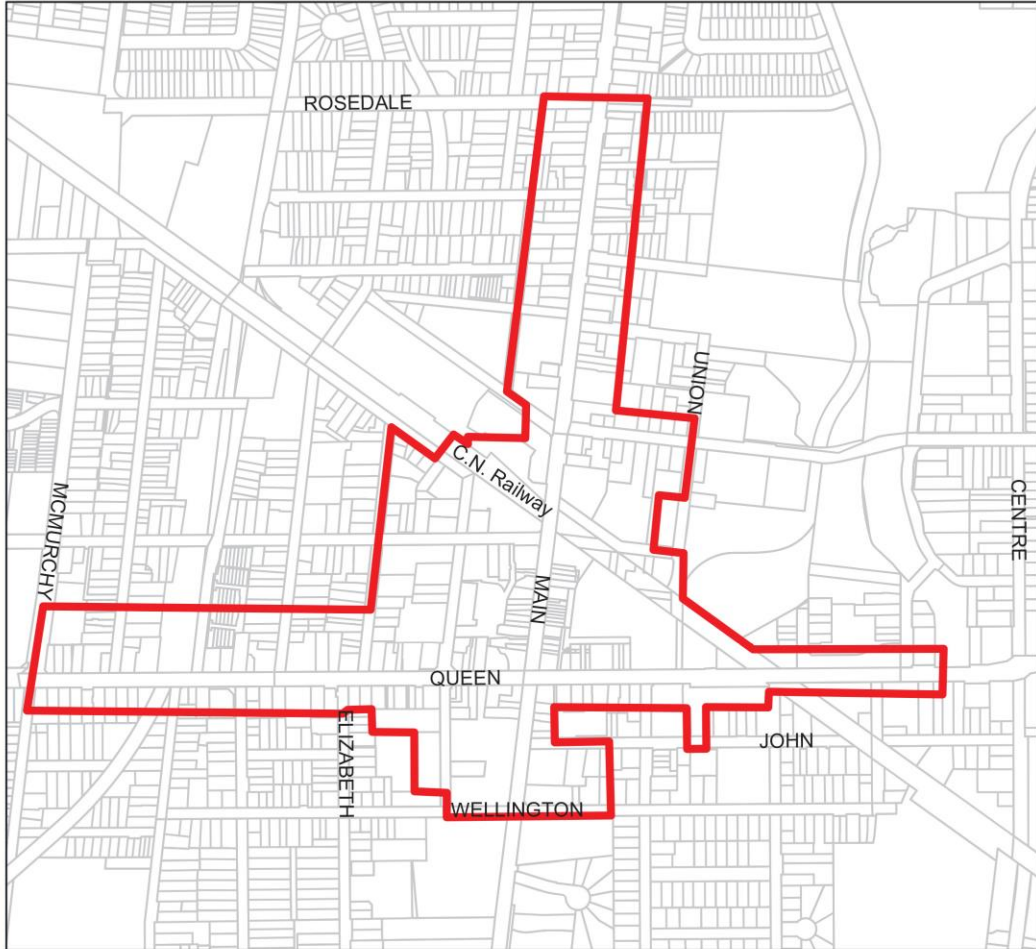 ROSEDALE
UNION
C.N. Railway
MCMURCHY
CENTRE
MAIN
QUEEN
ELIZABETH
JOHN
WELLINGTON